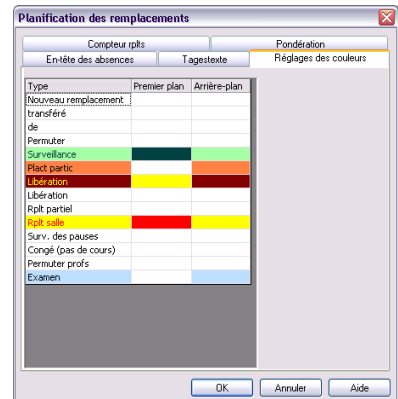 Planification des remplacements
Compteur rplts
Pondération
En-tête des absences
Tagestexte
Réglages des couleurs
Type Premier plan Arrière-plan
Nouveau remplacement
transféré
de
Permuter
Surveillance
Plact partic
Libération
Libération
Rplt partiel
Rplt salle
Surv. des pauses
Congé (pas de cours)
Permuter profs
Examen
OK Annuler Aide